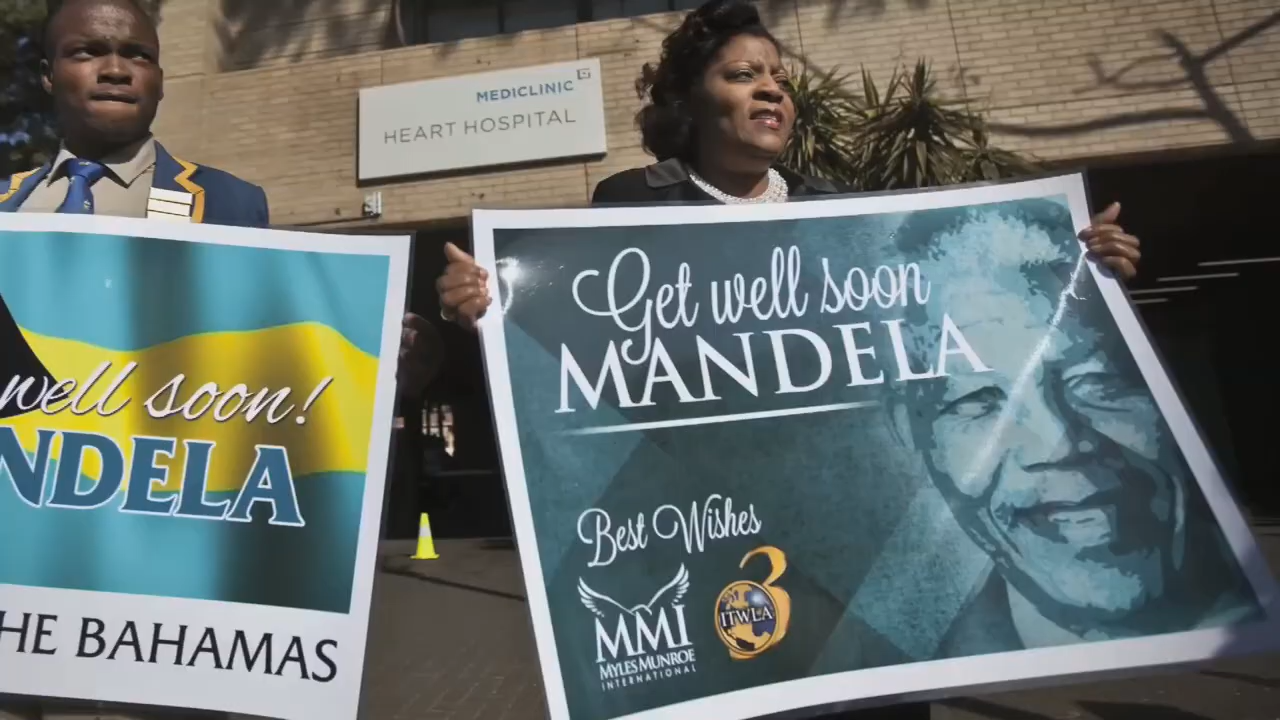 MEDICLINIC
HEART HOSPITAL
well soon!
NDELA
HE BAHAMAS
Get well soon
MANDELA
Best Wishes
MMI
MYLES MUNROE
INTERNATIONAL
3
ITWLA